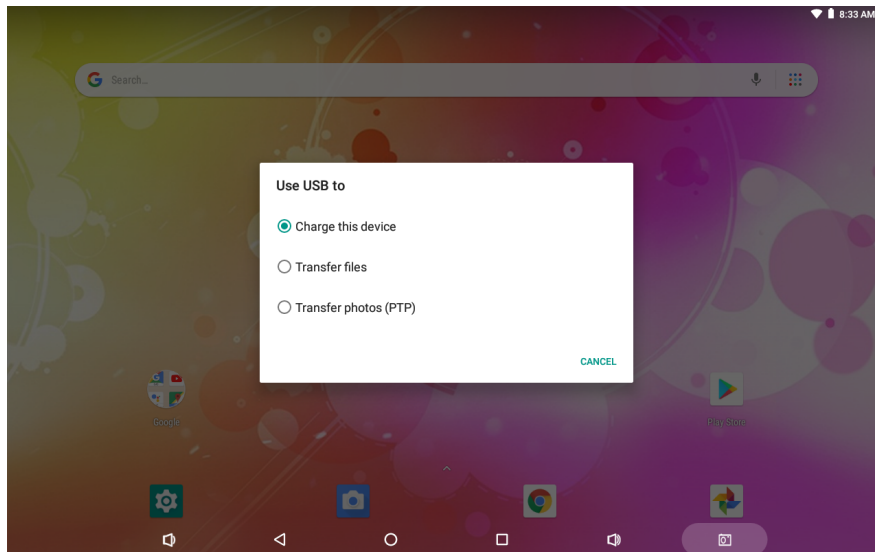 8:33 AM
Search...
Use USB to
Charge this device
Transfer files
Transfer photos (PTP)
CANCEL
Google
Play Store